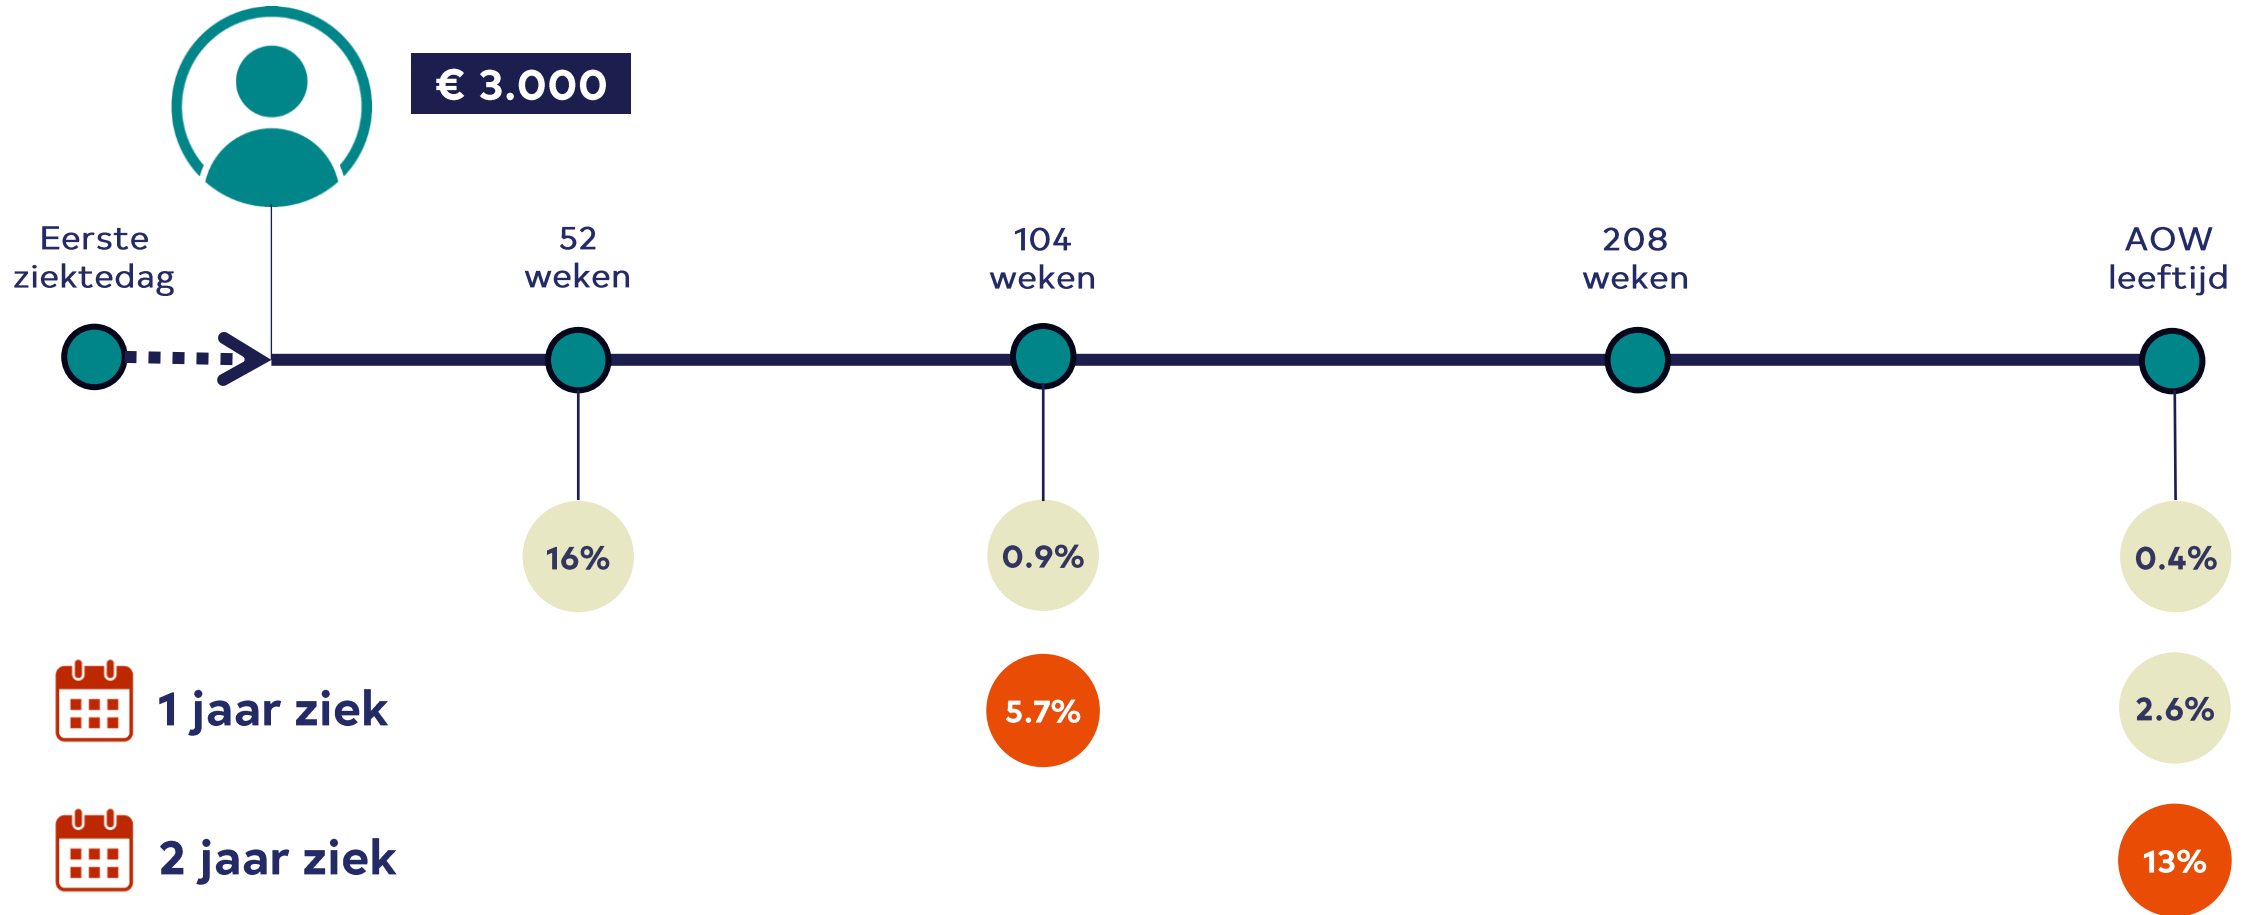 € 3.000
Eerste
ziektedag
52
weken
104
weken
208
weken
AOW
leeftijd
16%
0.9%
0.4%
1 jaar ziek
5.7%
2.6%
2 jaar ziek
13%